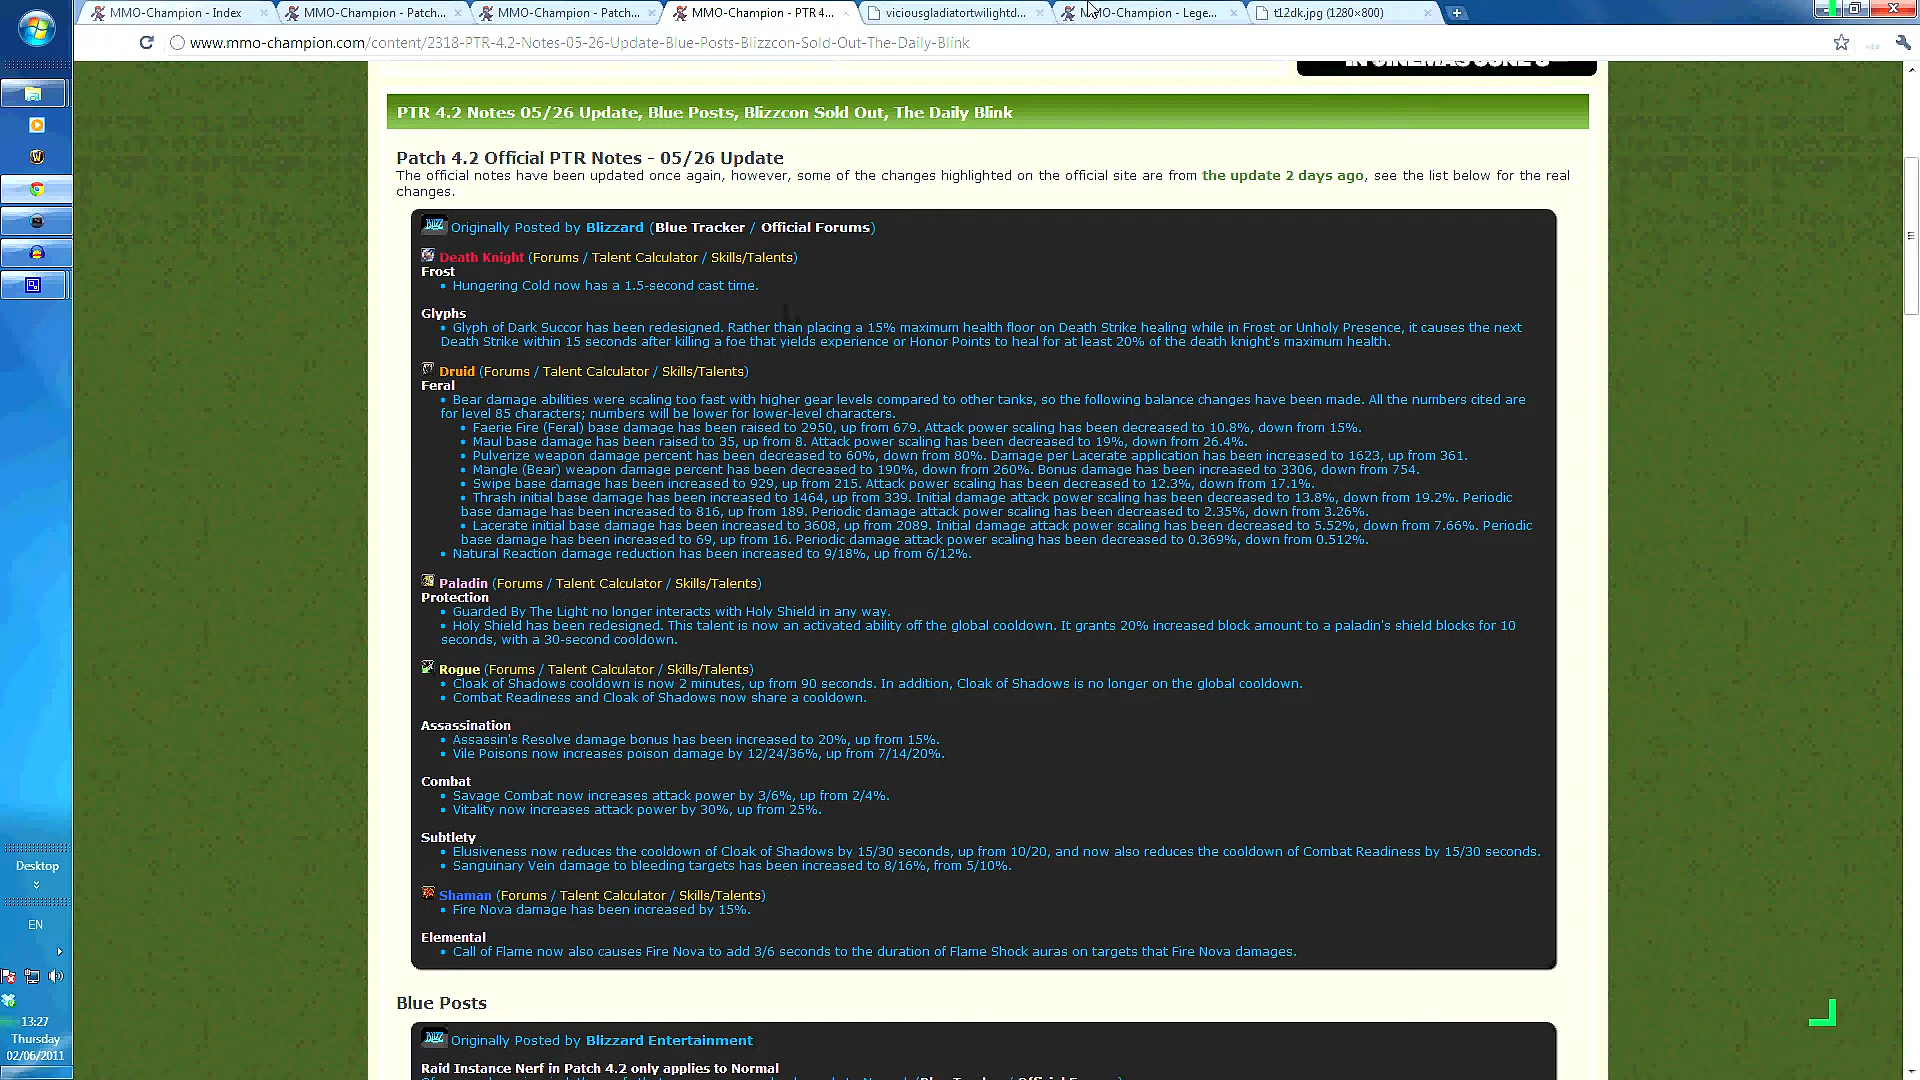 MMO-Champion - Index
MMO-Champion - Patch...
MMO-Champion - Patch...
MMO-Champion - PTR 4...
viciousgladiatortwilightd...
MMO-Champion - Lege...
t12dk.jpg (1280×800)
www.mmo-champion.com/content/2318-PTR-4.2-Notes-05-26-Update-Blue-Posts-Blizzcon-Sold-Out-The-Daily-Blink
PTR 4.2 Notes 05/26 Update, Blue Posts, Blizzcon Sold Out, The Daily Blink
Patch 4.2 Official PTR Notes - 05/26 Update
The official notes have been updated once again, however, some of the changes highlighted on the official site are from the update 2 days ago, see the list below for the real
changes.
Originally Posted by Blizzard (Blue Tracker / Official Forums)
Death Knight (Forums / Talent Calculator / Skills/Talents)
Frost
• Hungering Cold now has a 1.5-second cast time.
Glyphs
• Glyph of Dark Succor has been redesigned. Rather than placing a 15% maximum health floor on Death Strike healing while in Frost or Unholy Presence, it causes the next
Death Strike within 15 seconds after killing a foe that yields experience or Honor Points to heal for at least 20% of the death knight's maximum health.
Druid (Forums / Talent Calculator / Skills/Talents)
Feral
• Bear damage abilities were scaling too fast with higher gear levels compared to other tanks, so the following balance changes have been made. All the numbers cited are
for level 85 characters; numbers will be lower for lower-level characters.
• Faerie Fire (Feral) base damage has been raised to 2950, up from 679. Attack power scaling has been decreased to 10.8%, down from 15%.
• Maul base damage has been raised to 35, up from 8. Attack power scaling has been decreased to 19%, down from 26.4%.
• Pulverize weapon damage percent has been decreased to 60%, down from 80%. Damage per Lacerate application has been increased to 1623, up from 361.
• Mangle (Bear) weapon damage percent has been decreased to 190%, down from 260%. Bonus damage has been increased to 3306, down from 754.
• Swipe base damage has been increased to 929, up from 215. Attack power scaling has been decreased to 12.3%, down from 17.1%.
• Thrash initial base damage has been increased to 1464, up from 339. Initial damage attack power scaling has been decreased to 13.8%, down from 19.2%. Periodic
base damage has been increased to 816, up from 189. Periodic damage attack power scaling has been decreased to 2.35%, down from 3.26%.
• Lacerate initial base damage has been increased to 3608, up from 2089. Initial damage attack power scaling has been decreased to 5.52%, down from 7.66%. Periodic
base damage has been increased to 69, up from 16. Periodic damage attack power scaling has been decreased to 0.369%, down from 0.512%.
• Natural Reaction damage reduction has been increased to 9/18%, up from 6/12%.
Paladin (Forums / Talent Calculator / Skills/Talents)
Protection
• Guarded By The Light no longer interacts with Holy Shield in any way.
• Holy Shield has been redesigned. This talent is now an activated ability off the global cooldown. It grants 20% increased block amount to a paladin's shield blocks for 10
seconds, with a 30-second cooldown.
Rogue (Forums / Talent Calculator / Skills/Talents)
• Cloak of Shadows cooldown is now 2 minutes, up from 90 seconds. In addition, Cloak of Shadows is no longer on the global cooldown.
• Combat Readiness and Cloak of Shadows now share a cooldown.
Assassination
• Assassin's Resolve damage bonus has been increased to 20%, up from 15%.
• Vile Poisons now increases poison damage by 12/24/36%, up from 7/14/20%.
Combat
• Savage Combat now increases attack power by 3/6%, up from 2/4%.
• Vitality now increases attack power by 30%, up from 25%.
Subtlety
• Elusiveness now reduces the cooldown of Cloak of Shadows by 15/30 seconds, up from 10/20, and now also reduces the cooldown of Combat Readiness by 15/30 seconds.
• Sanguinary Vein damage to bleeding targets has been increased to 8/16%, from 5/10%.
Shaman (Forums / Talent Calculator / Skills/Talents)
• Fire Nova damage has been increased by 15%.
Elemental
• Call of Flame now also causes Fire Nova to add 3/6 seconds to the duration of Flame Shock auras on targets that Fire Nova damages.
Blue Posts
Originally Posted by Blizzard Entertainment
Raid Instance Nerf in Patch 4.2 only applies to Normal
Desktop
EN
13:27
Thursday
02/06/2011